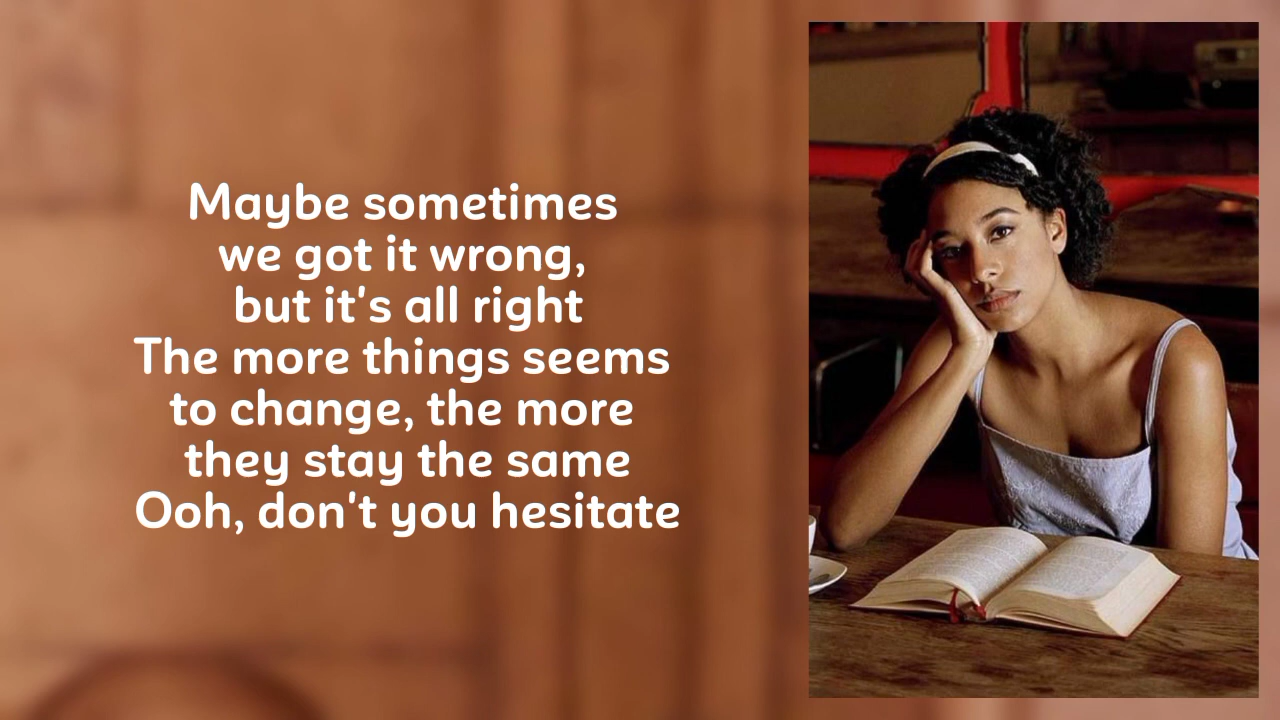 Maybe sometimes
we got it wrong,
but it's all right
The more things seems
to change, the more
they stay the same
Ooh, don't you hesitate